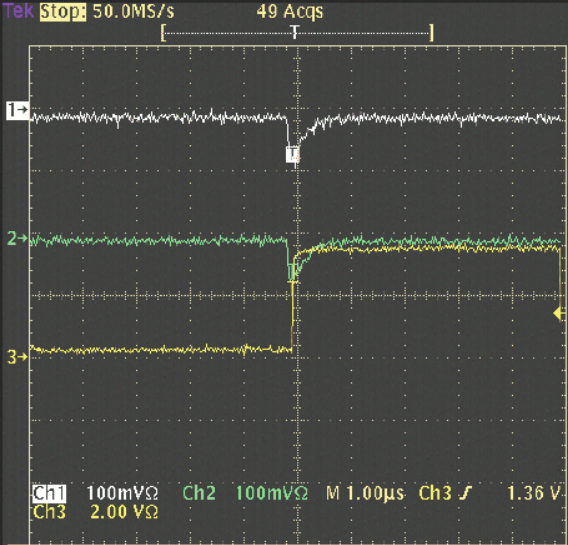 Tek Stop: 50.0MS/s 49 Acqs
[ T ]
1→
T
2→
3→
Ch1 100mVΩ Ch2 100mVΩ M 1.00μs Ch3 ʃ 1.36 V
Ch3 2.00 VΩ